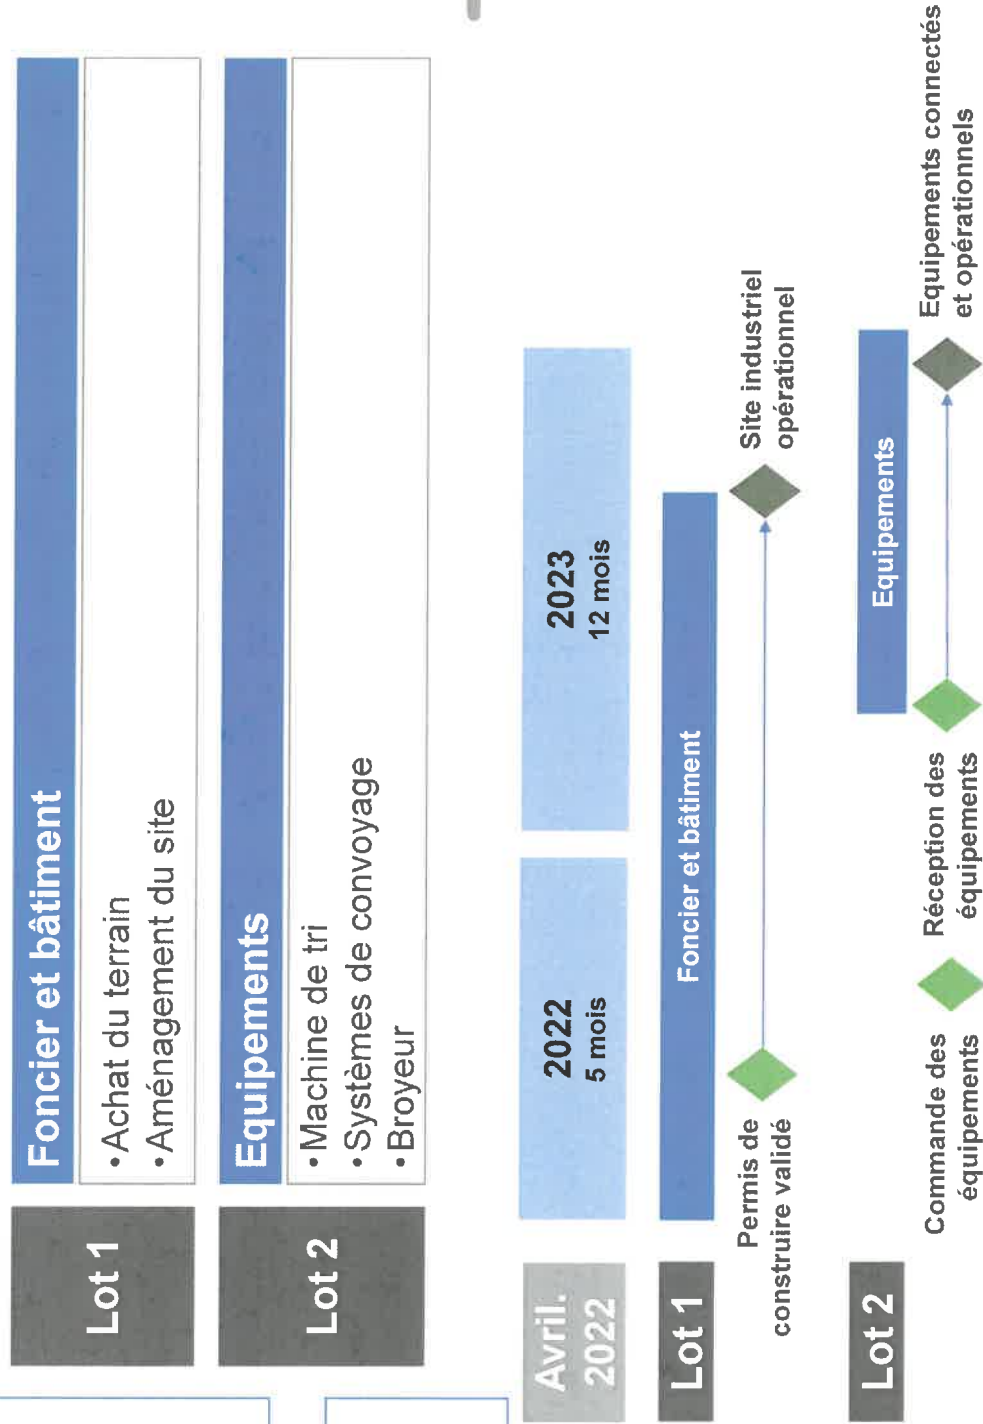 Lot 1
Foncier et bâtiment
•Achat du terrain
•Aménagement du site
Lot 2
Equipements
•Machine de tri
•Systèmes de convoyage
•Broyeur
Avril.
2022
2022
5 mois
2023
12 mois
Lot 1
Foncier et bâtiment
Permis de
construire validé
Site industriel
opérationnel
Lot 2
Equipements
Commande des
équipements
Réception des
équipements
Equipements connectés
et opérationnels